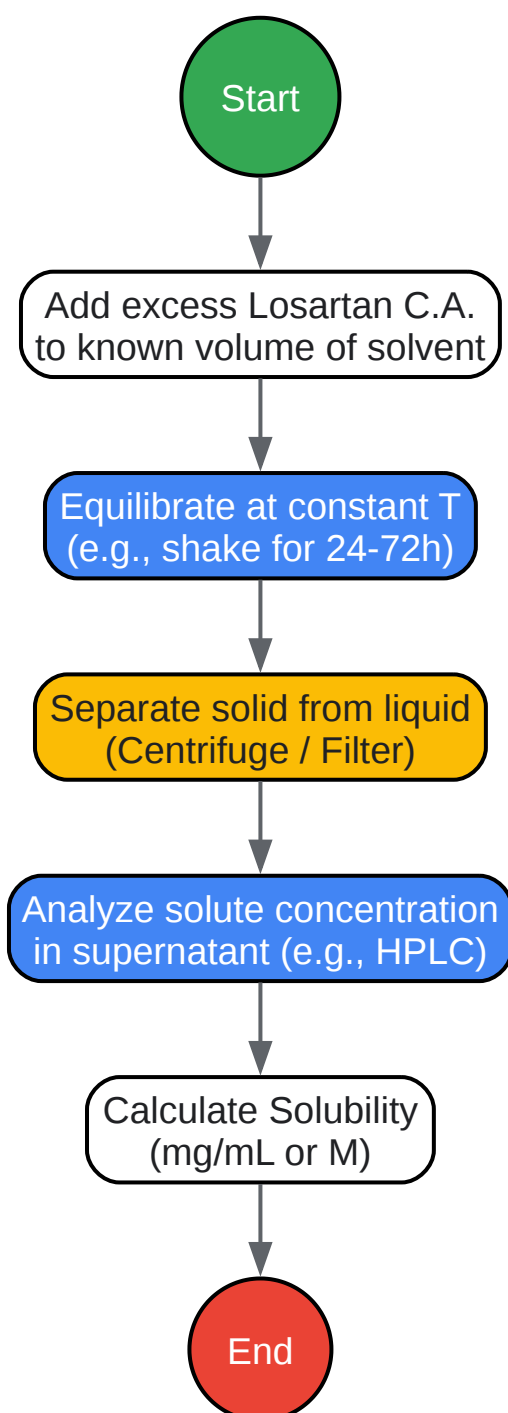 Start
Add excess Losartan C.A.
to known volume of solvent
Equilibrate at constant T
(e.g., shake for 24-72h)
Separate solid from liquid
(Centrifuge / Filter)
Analyze solute concentration
in supernatant (e.g., HPLC)
Calculate Solubility
(mg/mL or M)
End